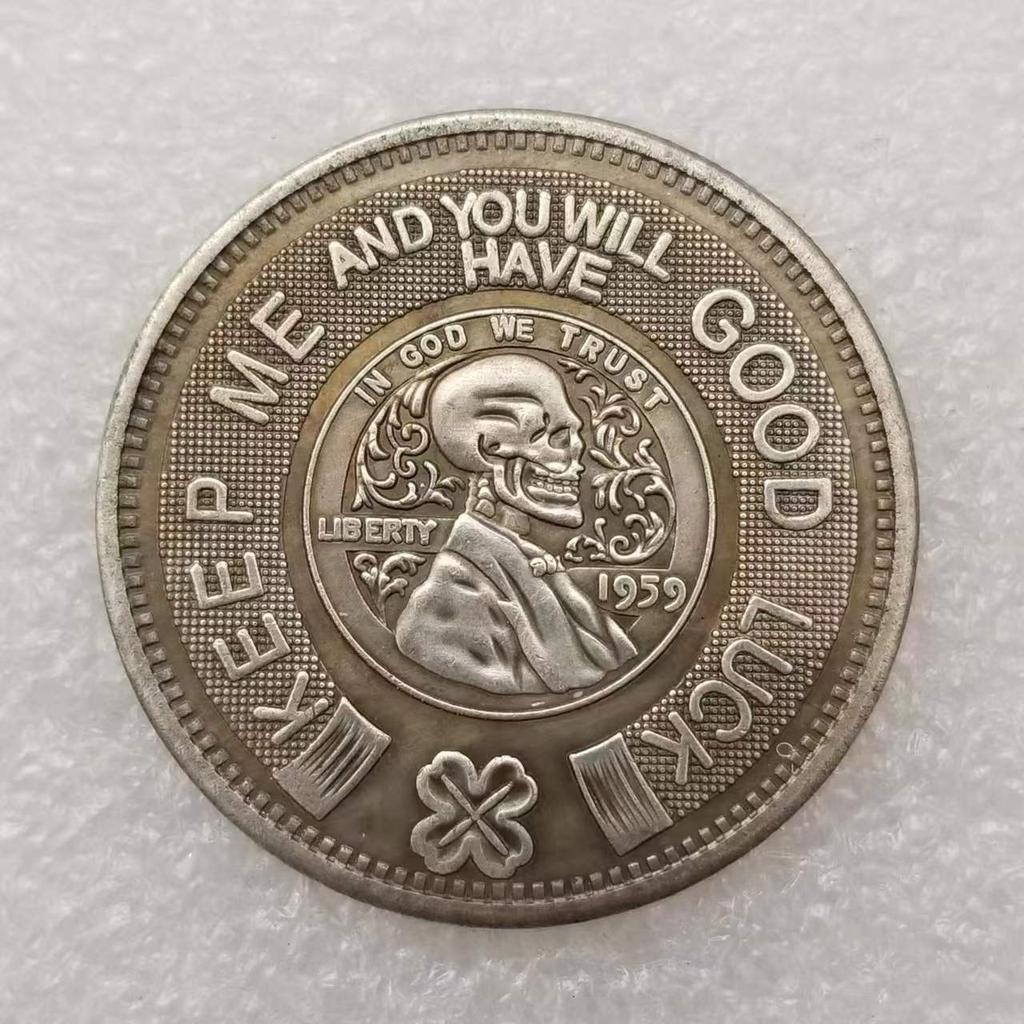 KEEP ME AND YOU WILL
HAVE
GOOD LUCK
IN GOD WE TRUST
LIBERTY
1959